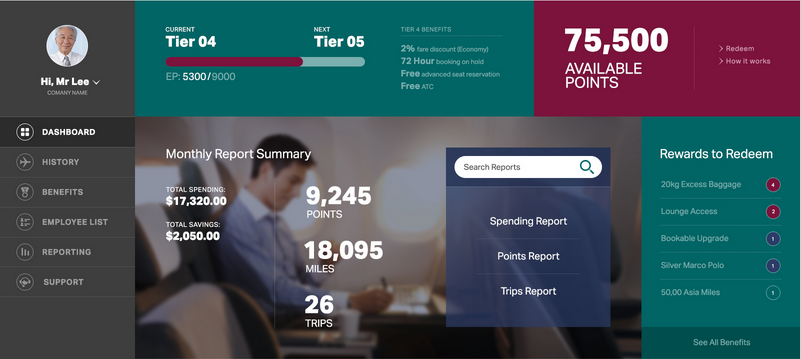 Hi, Mr Lee
COMANY NAME
DASHBOARD
HISTORY
BENEFITS
EMPLOYEE LIST
REPORTING
SUPPORT
CURRENT
Tier 04
NEXT
Tier 05
EP: 5300/9000
TIER 4 BENEFITS
2% fare discount (Economy)
72 Hour booking on hold
Free advanced seat reservation
Free ATC
75,500
AVAILABLE
POINTS
Redeem
How it works
Monthly Report Summary
TOTAL SPENDING:
$17,320.00
TOTAL SAVINGS:
$2,050.00
9,245
POINTS
18,095
MILES
26
TRIPS
Search Reports
Spending Report
Points Report
Trips Report
Rewards to Redeem
20kg Excess Baggage 4
Lounge Access 2
Bookable Upgrade 1
Silver Marco Polo 1
50,00 Asia Miles 1
See All Benefits